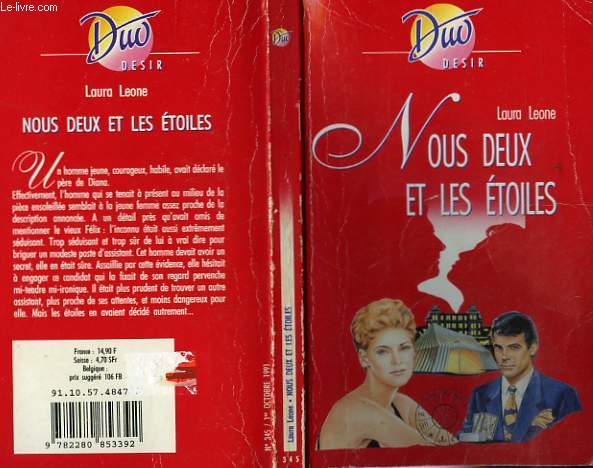 © Le-livre.com
Duo
DESIR
Laura Leone
NOUS DEUX ET LES ÉTOILES
Un homme jeune, courageux, habile, avait déclaré le
père de Diana.
Effectivement, l'homme qui se tenait à présent au milieu de la
pièce ensoleillée semblait à la jeune femme assez proche de la
description annoncée. A un détail près qu'avait omis de
mentionner le vieux Félix : l'inconnu était aussi extrêmement
séduisant. Trop séduisant et trop sûr de lui à vrai dire pour
briguer un modeste poste d'assistant. Cet homme devait avoir un
secret, elle en était sûre. Assaillie par cette évidence, elle hésitait
à engager ce candidat qui la fixait de son regard pervenche
mi-tendre mi-ironique. Il était plus prudent de trouver un autre
assistant, plus proche de ses attentes, et moins dangereux pour
elle. Mais les étoiles en avaient décidé autrement...
France : 14,90 F
Suisse : 4,70 SFr
Belgique :
prix suggéré 106 FB
91.10.57.4847
9 782280 853392
Duo
Laura Leone • NOUS DEUX ET LES ÉTOILES
N° 345 / 1er OCTOBRE 1991
345
Duo
DESIR
Laura Leone
NOUS DEUX
ET LES ÉTOILES